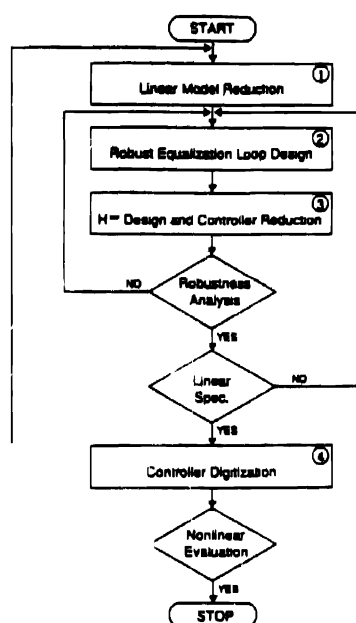 START
①
Linear Model Reduction
②
Robust Equalization Loop Design
③
H∞ Design and Controller Reduction
NO
Robustness
Analysis
YES
Linear
Spec.
NO
YES
④
Controller Digitization
Nonlinear
Evaluation
YES
STOP